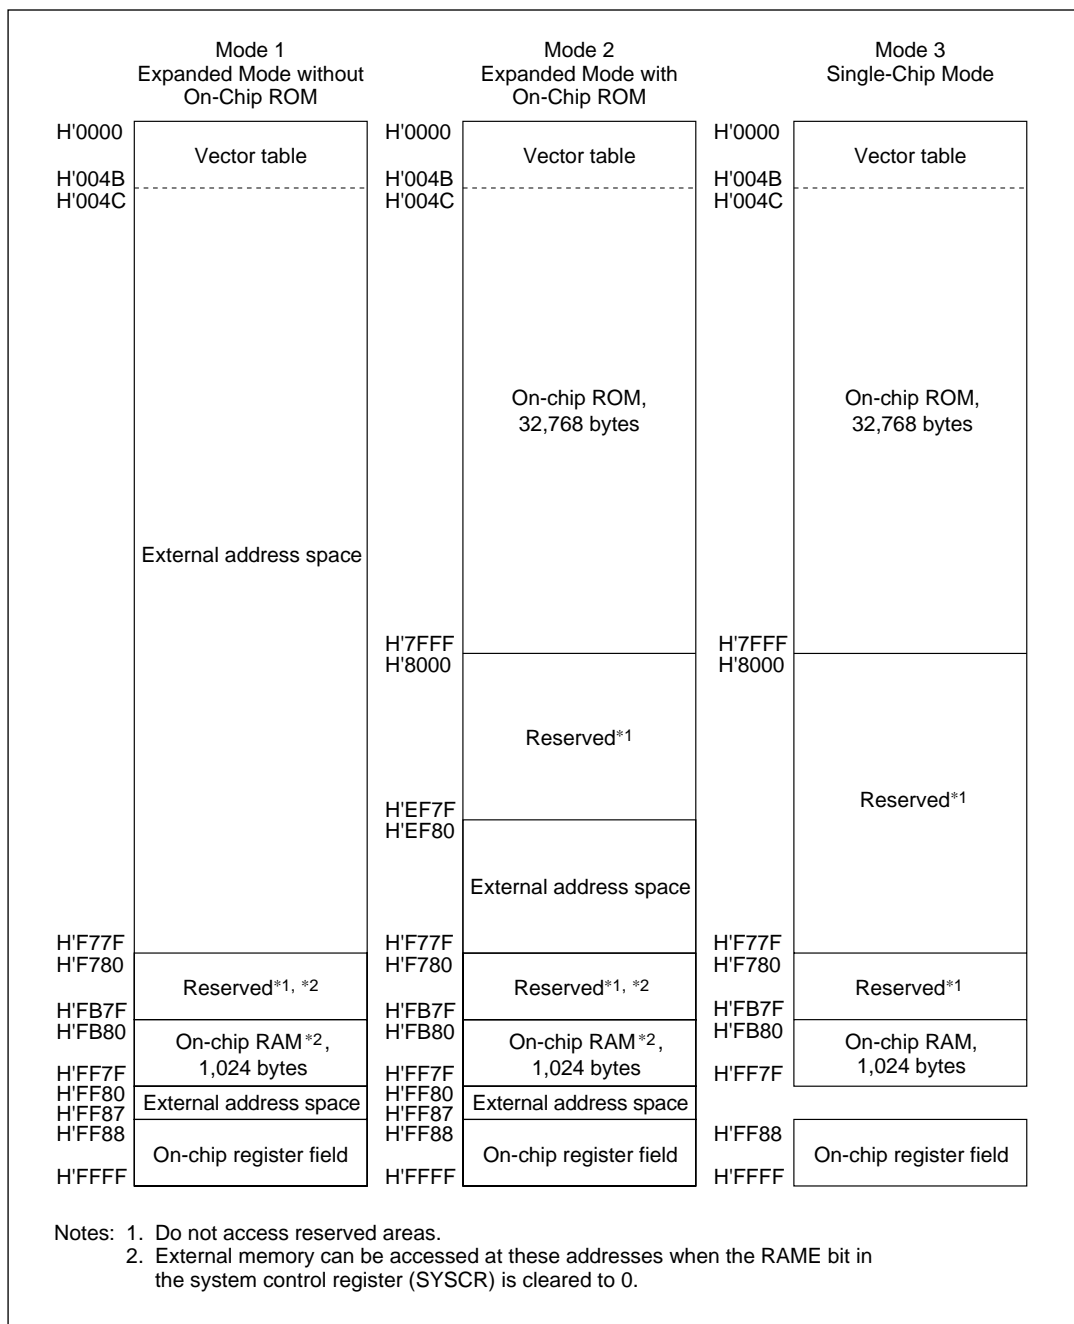 Mode 1
Expanded Mode without
On-Chip ROM
H'0000
Vector table
H'004B
H'004C
External address space
H'F77F
H'F780
Reserved*1, *2
H'FB7F
H'FB80
On-chip RAM*2,
1,024 bytes
H'FF7F
H'FF80
External address space
H'FF87
H'FF88
On-chip register field
H'FFFF
Mode 2
Expanded Mode with
On-Chip ROM
H'0000
Vector table
H'004B
H'004C
On-chip ROM,
32,768 bytes
H'7FFF
H'8000
Reserved*1
H'EF7F
H'EF80
External address space
H'F77F
H'F780
Reserved*1, *2
H'FB7F
H'FB80
On-chip RAM*2,
1,024 bytes
H'FF7F
H'FF80
External address space
H'FF87
H'FF88
On-chip register field
H'FFFF
Mode 3
Single-Chip Mode
H'0000
Vector table
H'004B
H'004C
On-chip ROM,
32,768 bytes
H'7FFF
H'8000
Reserved*1
H'F77F
H'F780
Reserved*1
H'FB7F
H'FB80
On-chip RAM,
1,024 bytes
H'FF7F
H'FF88
On-chip register field
H'FFFF
Notes: 1. Do not access reserved areas.
2. External memory can be accessed at these addresses when the RAME bit in
the system control register (SYSCR) is cleared to 0.